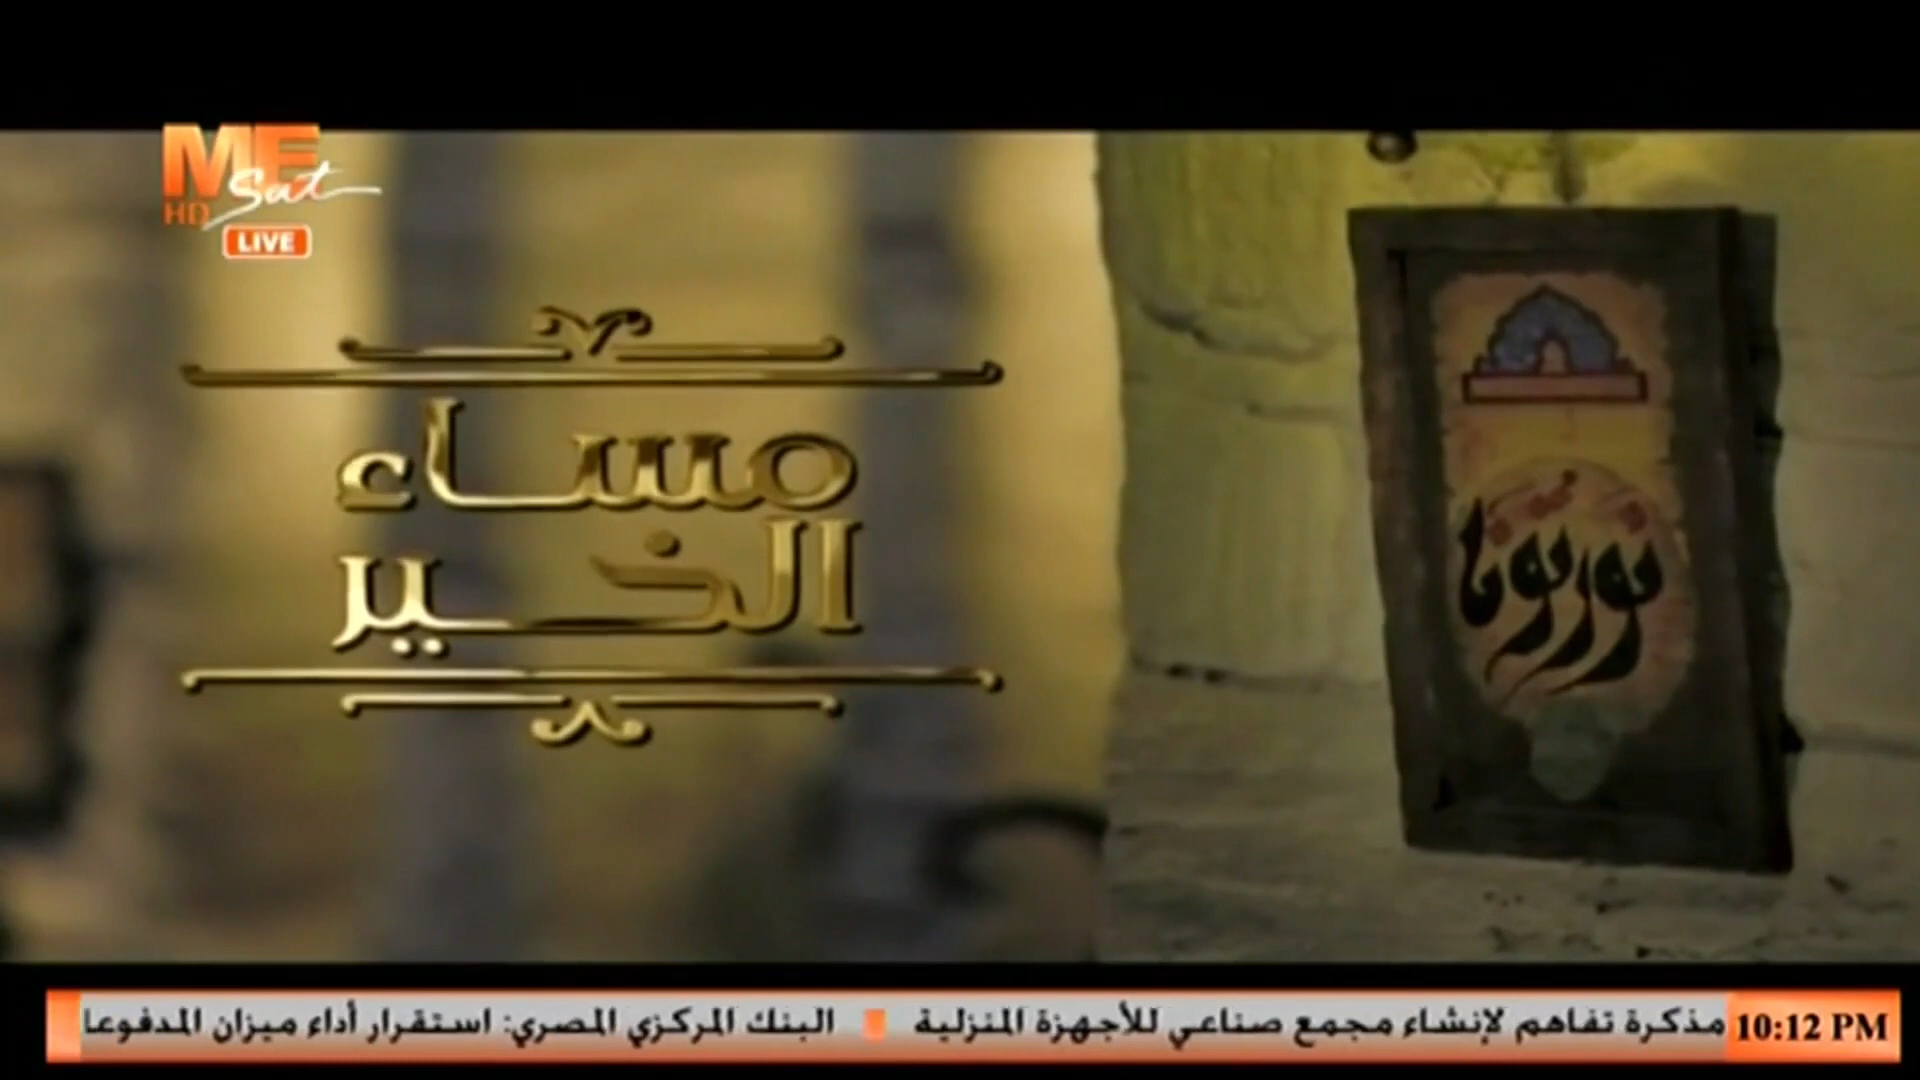 ME
Sat
HD
LIVE
مساء
الخير
نورتونا
مذكرة تفاهم لإنشاء مجمع صناعي للأجهزة المنزلية البنك المركزي المصري: استقرار أداء ميزان المدفوعا
10:12 PM